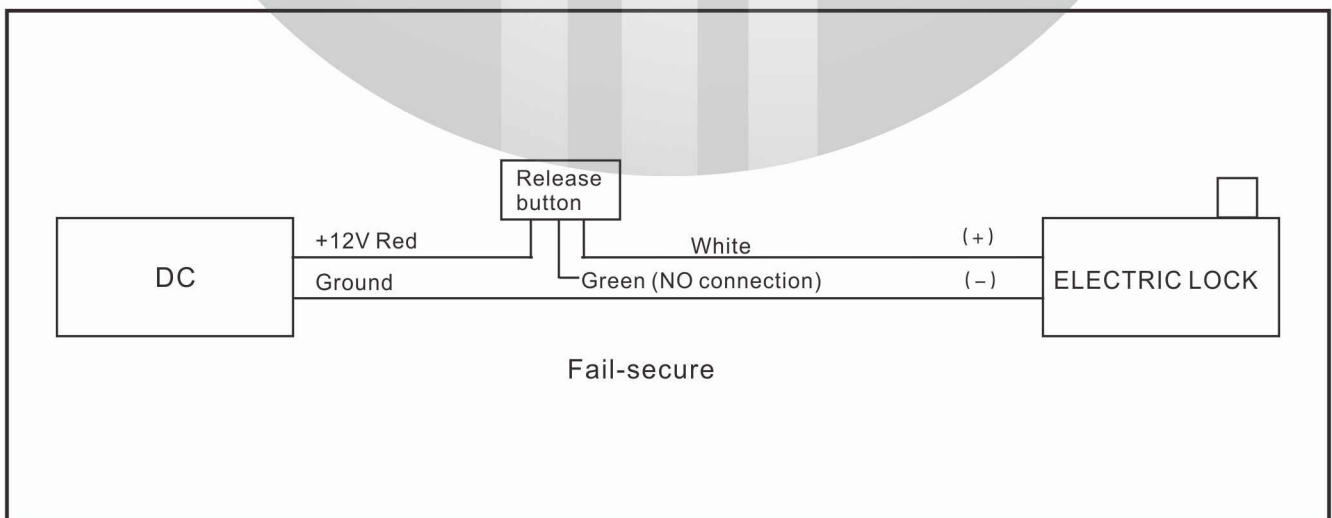 Release
button
+12V Red
White
(+)
DC
Ground
Green (NO connection)
(-)
ELECTRIC LOCK
Fail-secure